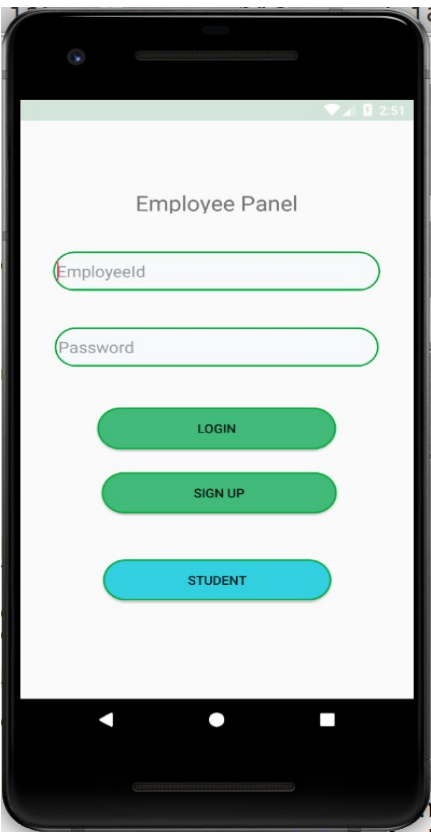 2:51
Employee Panel
EmployeeId
Password
LOGIN
SIGN UP
STUDENT